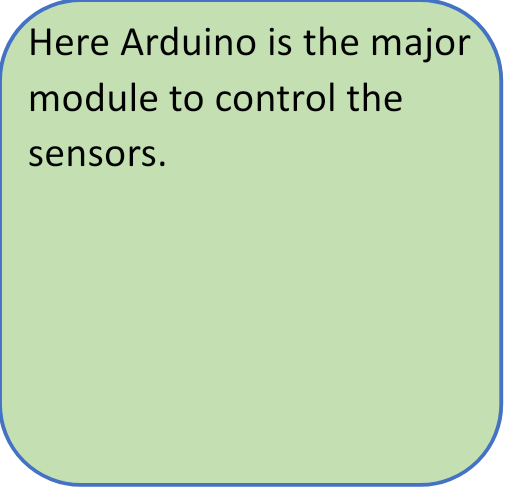 Here Arduino is the major
module to control the
sensors.